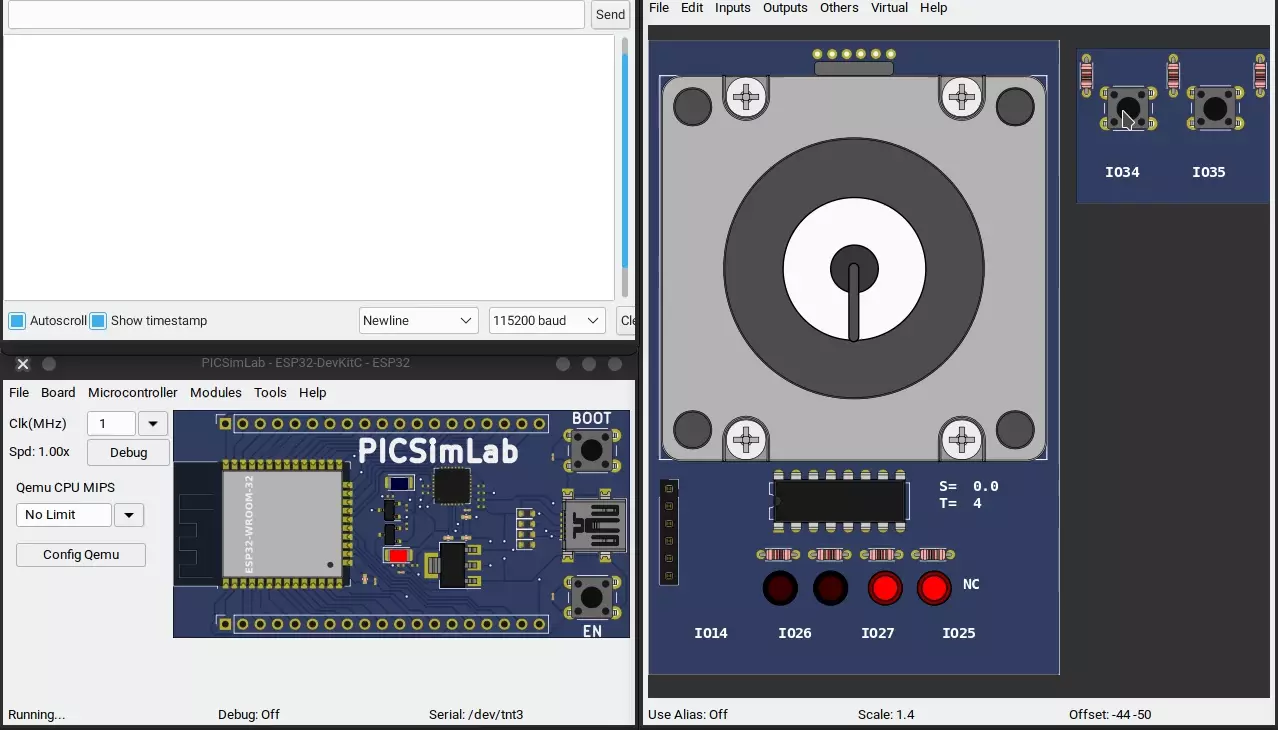 Send
Autoscroll Show timestamp Newline 115200 baud Cle
PICSimLab - ESP32-DevKitC - ESP32
File Board Microcontroller Modules Tools Help
Clk(MHz) 1
Spd: 1.00x Debug
Qemu CPU MIPS
No Limit
Config Qemu
BOOT
PICSimLab
ESP32-WROOM-32
EN
Running... Debug: Off Serial: /dev/tnt3
File Edit Inputs Outputs Others Virtual Help
IO34 IO35
S= 0.0
T= 4
NC
IO14 IO26 IO27 IO25
Use Alias: Off Scale: 1.4 Offset: -44 -50